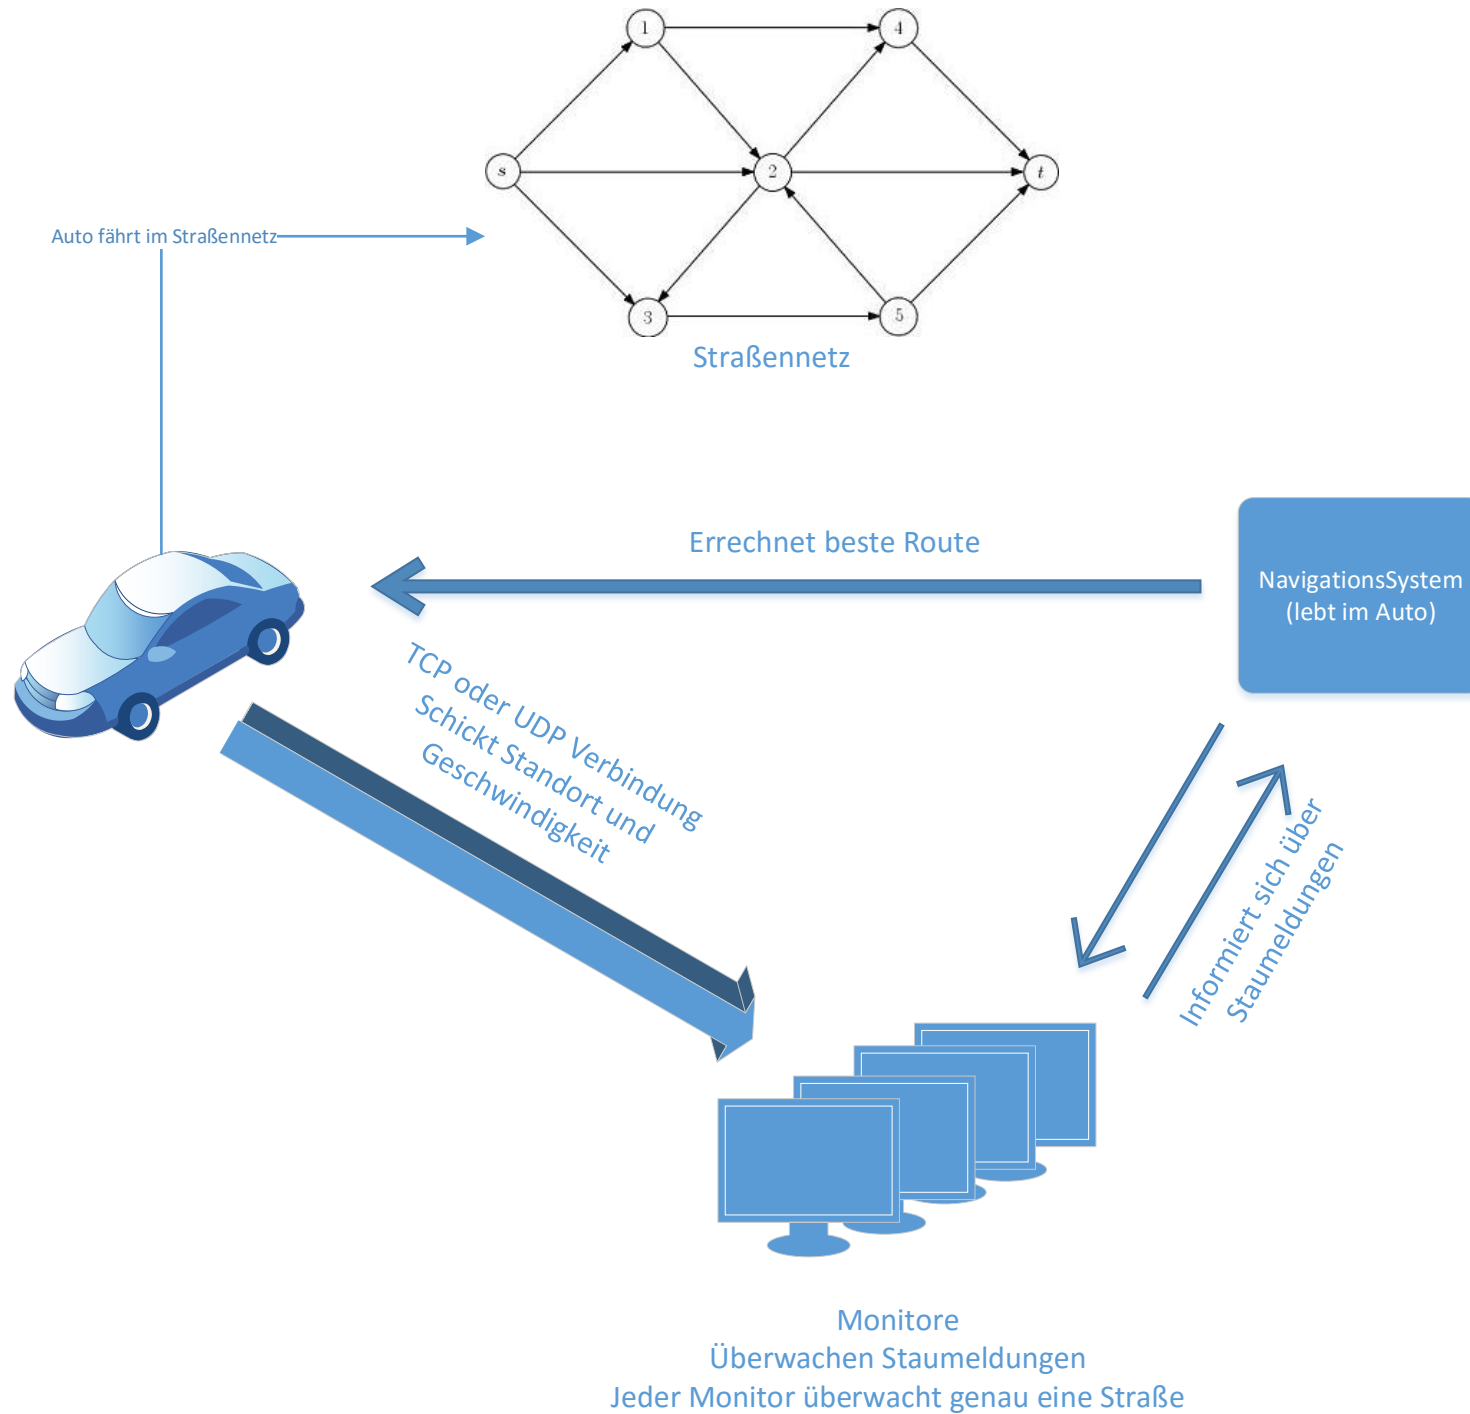 1
4
s
2
t
Auto fährt im Straßennetz
3
5
Straßennetz
Errechnet beste Route
NavigationsSystem
(lebt im Auto)
TCP oder UDP Verbindung
Schickt Standort und
Geschwindigkeit
Informiert sich über
Staumeldungen
Monitore
Überwachen Staumeldungen
Jeder Monitor überwacht genau eine Straße